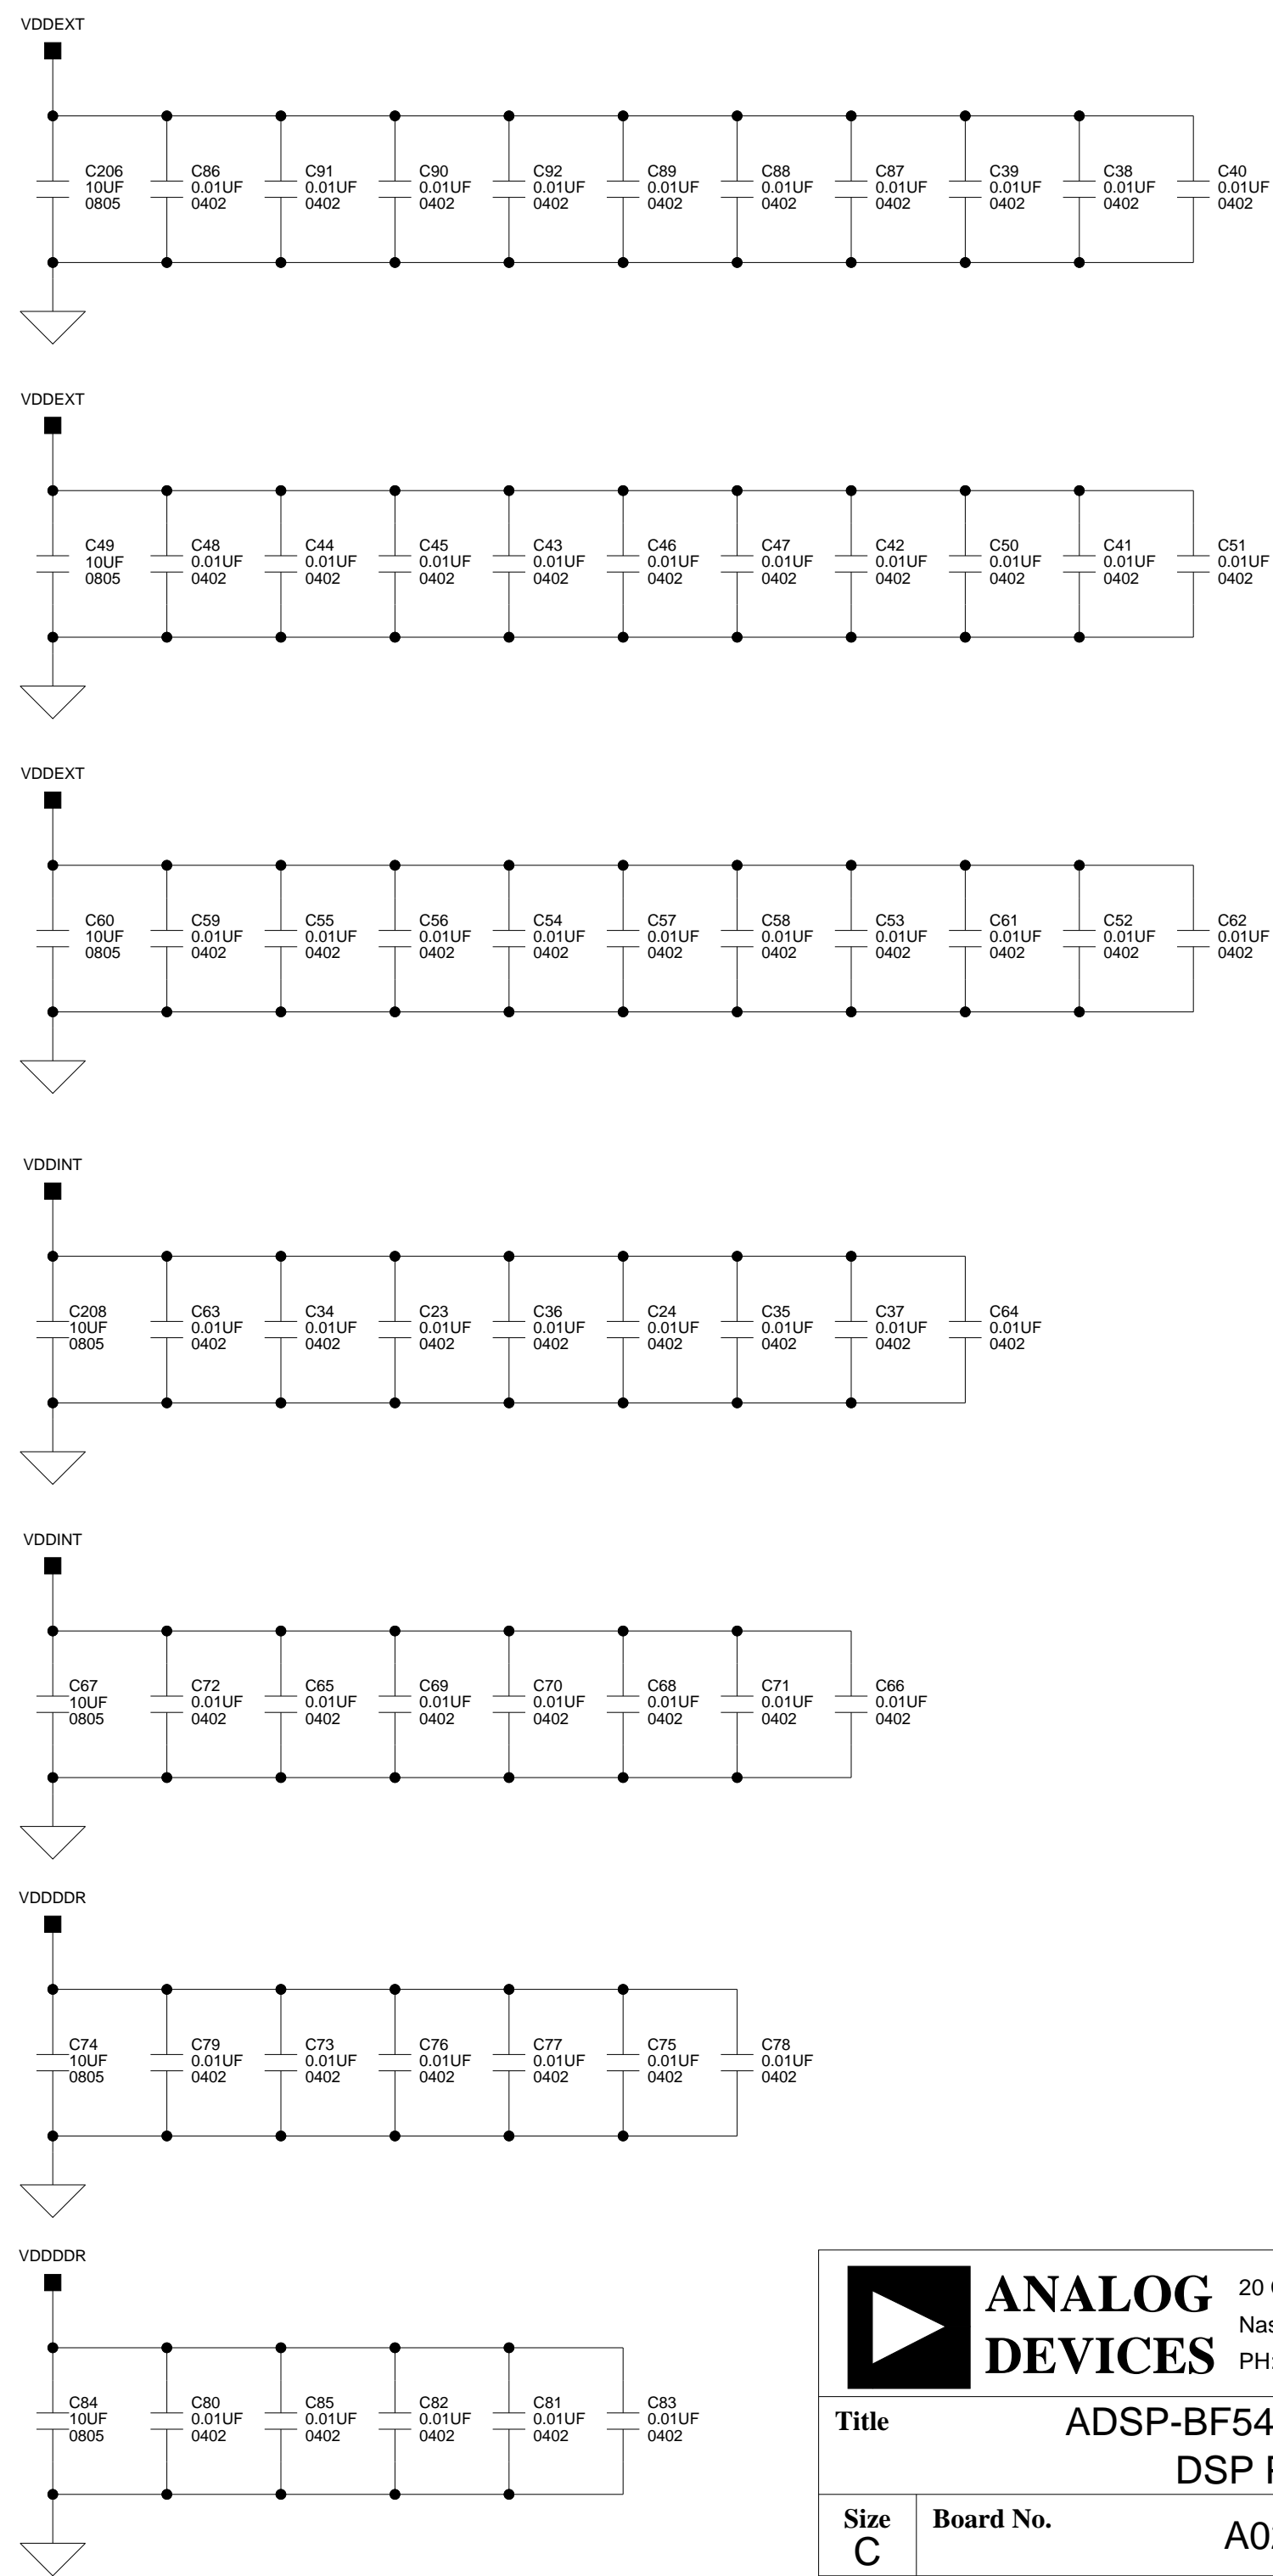 VDDEXT
C206 C86 C91 C90 C92 C89 C88 C87 C39 C38 C40
10UF 0.01UF 0.01UF 0.01UF 0.01UF 0.01UF 0.01UF 0.01UF 0.01UF 0.01UF 0.01UF
0805 0402 0402 0402 0402 0402 0402 0402 0402 0402 0402
VDDEXT
C49 C48 C44 C45 C43 C46 C47 C42 C50 C41 C51
10UF 0.01UF 0.01UF 0.01UF 0.01UF 0.01UF 0.01UF 0.01UF 0.01UF 0.01UF 0.01UF
0805 0402 0402 0402 0402 0402 0402 0402 0402 0402 0402
VDDEXT
C60 C59 C55 C56 C54 C57 C58 C53 C61 C52 C62
10UF 0.01UF 0.01UF 0.01UF 0.01UF 0.01UF 0.01UF 0.01UF 0.01UF 0.01UF 0.01UF
0805 0402 0402 0402 0402 0402 0402 0402 0402 0402 0402
VDDINT
C208 C63 C34 C23 C36 C24 C35 C37 C64
10UF 0.01UF 0.01UF 0.01UF 0.01UF 0.01UF 0.01UF 0.01UF 0.01UF
0805 0402 0402 0402 0402 0402 0402 0402 0402
VDDINT
C67 C72 C65 C69 C70 C68 C71 C66
10UF 0.01UF 0.01UF 0.01UF 0.01UF 0.01UF 0.01UF 0.01UF
0805 0402 0402 0402 0402 0402 0402 0402
VDDDDR
C74 C79 C73 C76 C77 C75 C78
10UF 0.01UF 0.01UF 0.01UF 0.01UF 0.01UF 0.01UF
0805 0402 0402 0402 0402 0402 0402
VDDDDR
C84 C80 C85 C82 C81 C83
10UF 0.01UF 0.01UF 0.01UF 0.01UF 0.01UF
0805 0402 0402 0402 0402 0402
ANALOG
DEVICES
20
Nas
PH:
Title
ADSP-BF54
DSP
Size
C
Board No.
A0